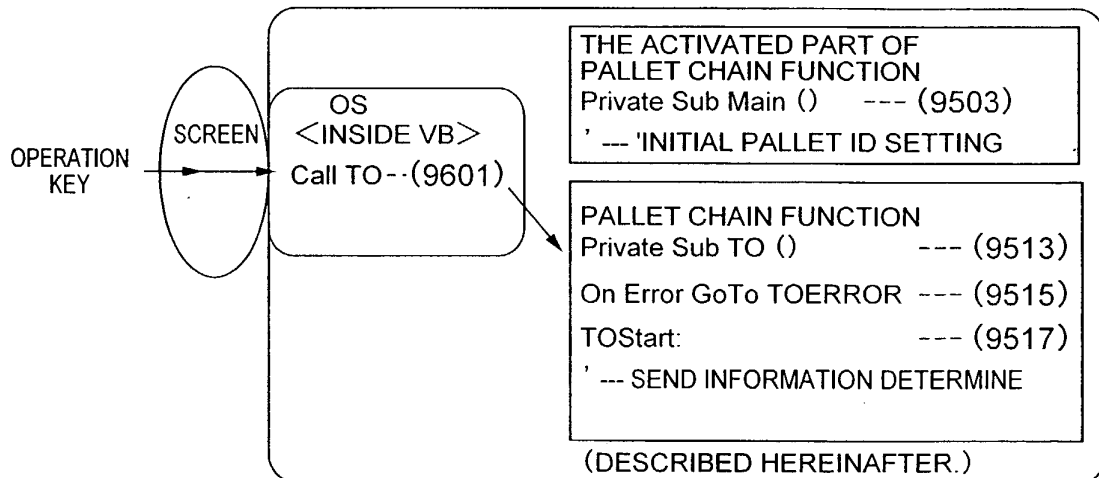 OPERATION
KEY
SCREEN
OS
<INSIDE VB>
Call TO--(9601)
THE ACTIVATED PART OF
PALLET CHAIN FUNCTION
Private Sub Main () --- (9503)
' --- 'INITIAL PALLET ID SETTING
PALLET CHAIN FUNCTION
Private Sub TO () --- (9513)
On Error GoTo TOERROR --- (9515)
TOStart: --- (9517)
' --- SEND INFORMATION DETERMINE
(DESCRIBED HEREINAFTER.)